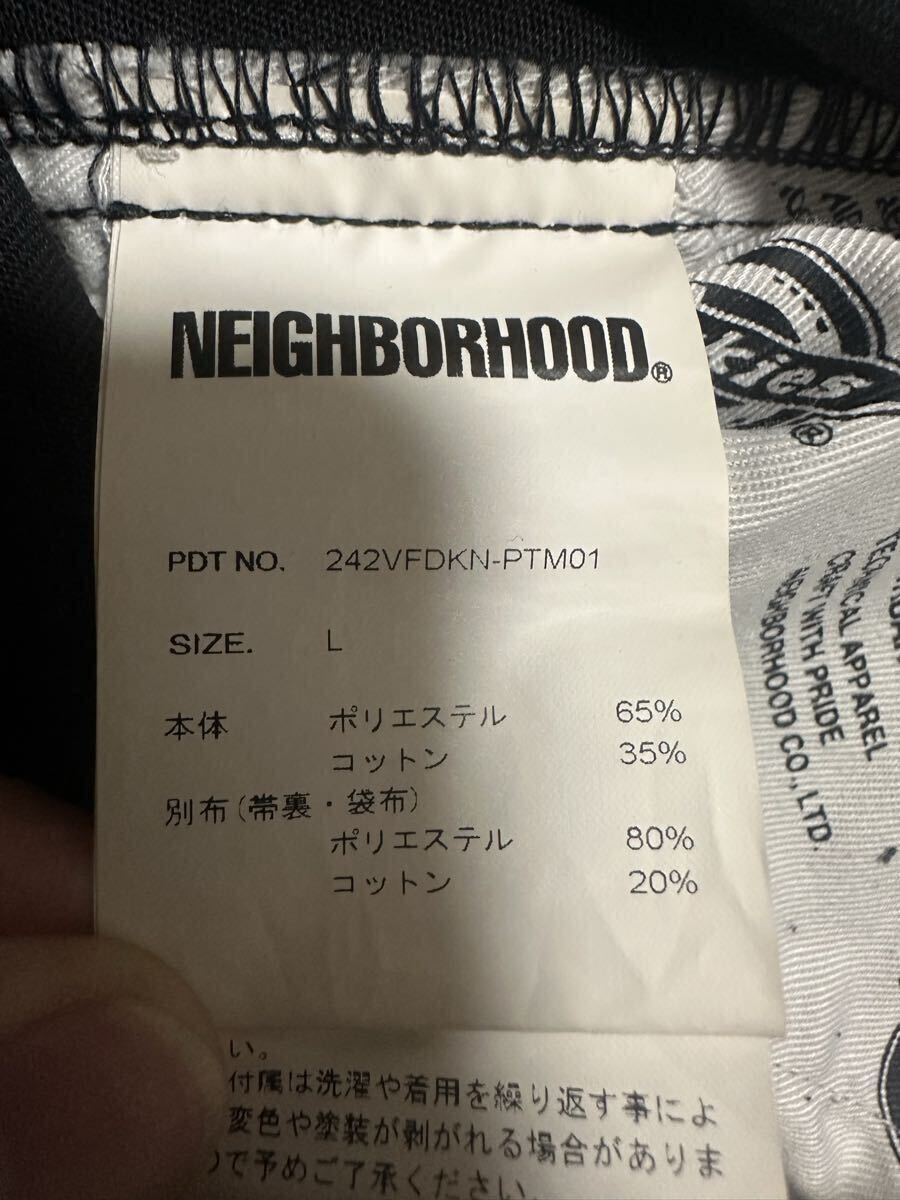 NEIGHBORHOOD®
PDT NO. 242VFDKN-PTM01
SIZE. L
本体 ポリエステル 65%
コットン 35%
別布(帯裏・袋布)
ポリエステル 80%
コットン 20%
い。
付属は洗濯や着用を繰り返す事によ
変色や塗装が剥がれる場合がありま
で予めご了承ください。
®
TECHNICAL APPAREL
CRAFT WITH PRIDE
NEIGHBORHOOD CO., LTD.